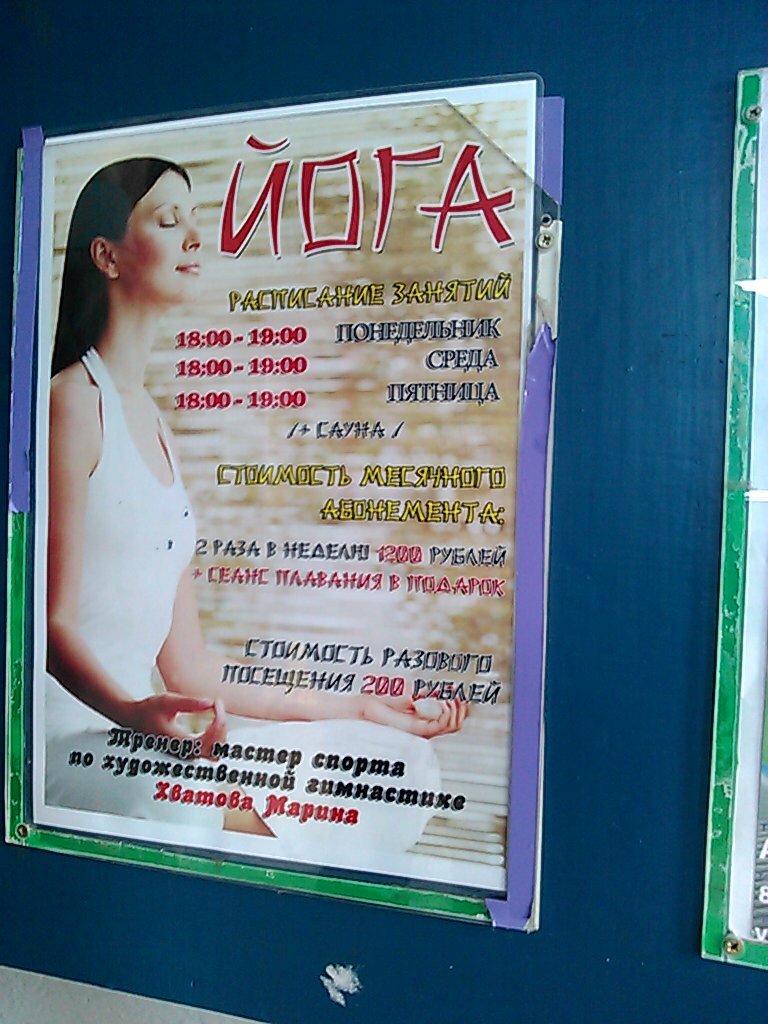 ЙОГА
РАСПИСАНИЕ ЗАНЯТИЙ
18:00 - 19:00 ПОНЕДЕЛЬНИК
18:00 - 19:00 СРЕДА
18:00 - 19:00 ПЯТНИЦА
/+ САУНА /
СТОИМОСТЬ МЕСЯЧНОГО
АБОНЕМЕНТА:
2 РАЗА В НЕДЕЛЮ 1200 РУБЛЕЙ
+ СЕАНС ПЛАВАНИЯ В ПОДАРОК
СТОИМОСТЬ РАЗОВОГО
ПОСЕЩЕНИЯ 200 РУБЛЕЙ
Тренер: мастер спорта
по художественной гимнастике
Хватова Марина